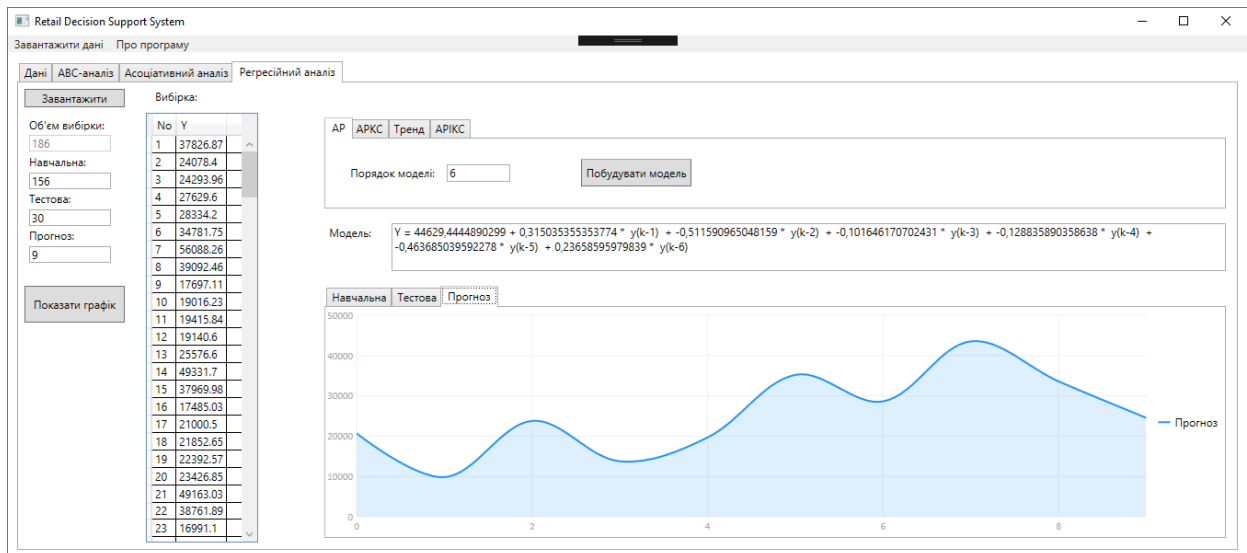 Retail Decision Support System
Завантажити дані Про програму
Дані АВС-аналіз Асоціативний аналіз Регресійний аналіз
Завантажити
Об'єм вибірки:
186
Навчальна:
156
Тестова:
30
Прогноз:
9
Показати графік
Вибірка:
No Y
1 37826.87
2 24078.4
3 24293.96
4 27629.6
5 28334.2
6 34781.75
7 56088.26
8 39092.46
9 17697.11
10 19016.23
11 19415.84
12 19140.6
13 25576.6
14 49331.7
15 37969.98
16 17485.03
17 21000.5
18 21852.65
19 22392.57
20 23426.85
21 49163.03
22 38761.89
23 16991.1
АР АРКС Тренд АРІКС
Порядок моделі: 6 Побудувати модель
Модель:
Y = 44629,4444890299 + 0,315035355353774 * y(k-1) + -0,511590965048159 * y(k-2) + -0,101646170702431 * y(k-3) + -0,128835890358638 * y(k-4) +
-0,463685039592278 * y(k-5) + 0,23658595979839 * y(k-6)
Навчальна Тестова Прогноз
50000
40000
30000
20000
10000
0
0 2 4 6 8
Прогноз